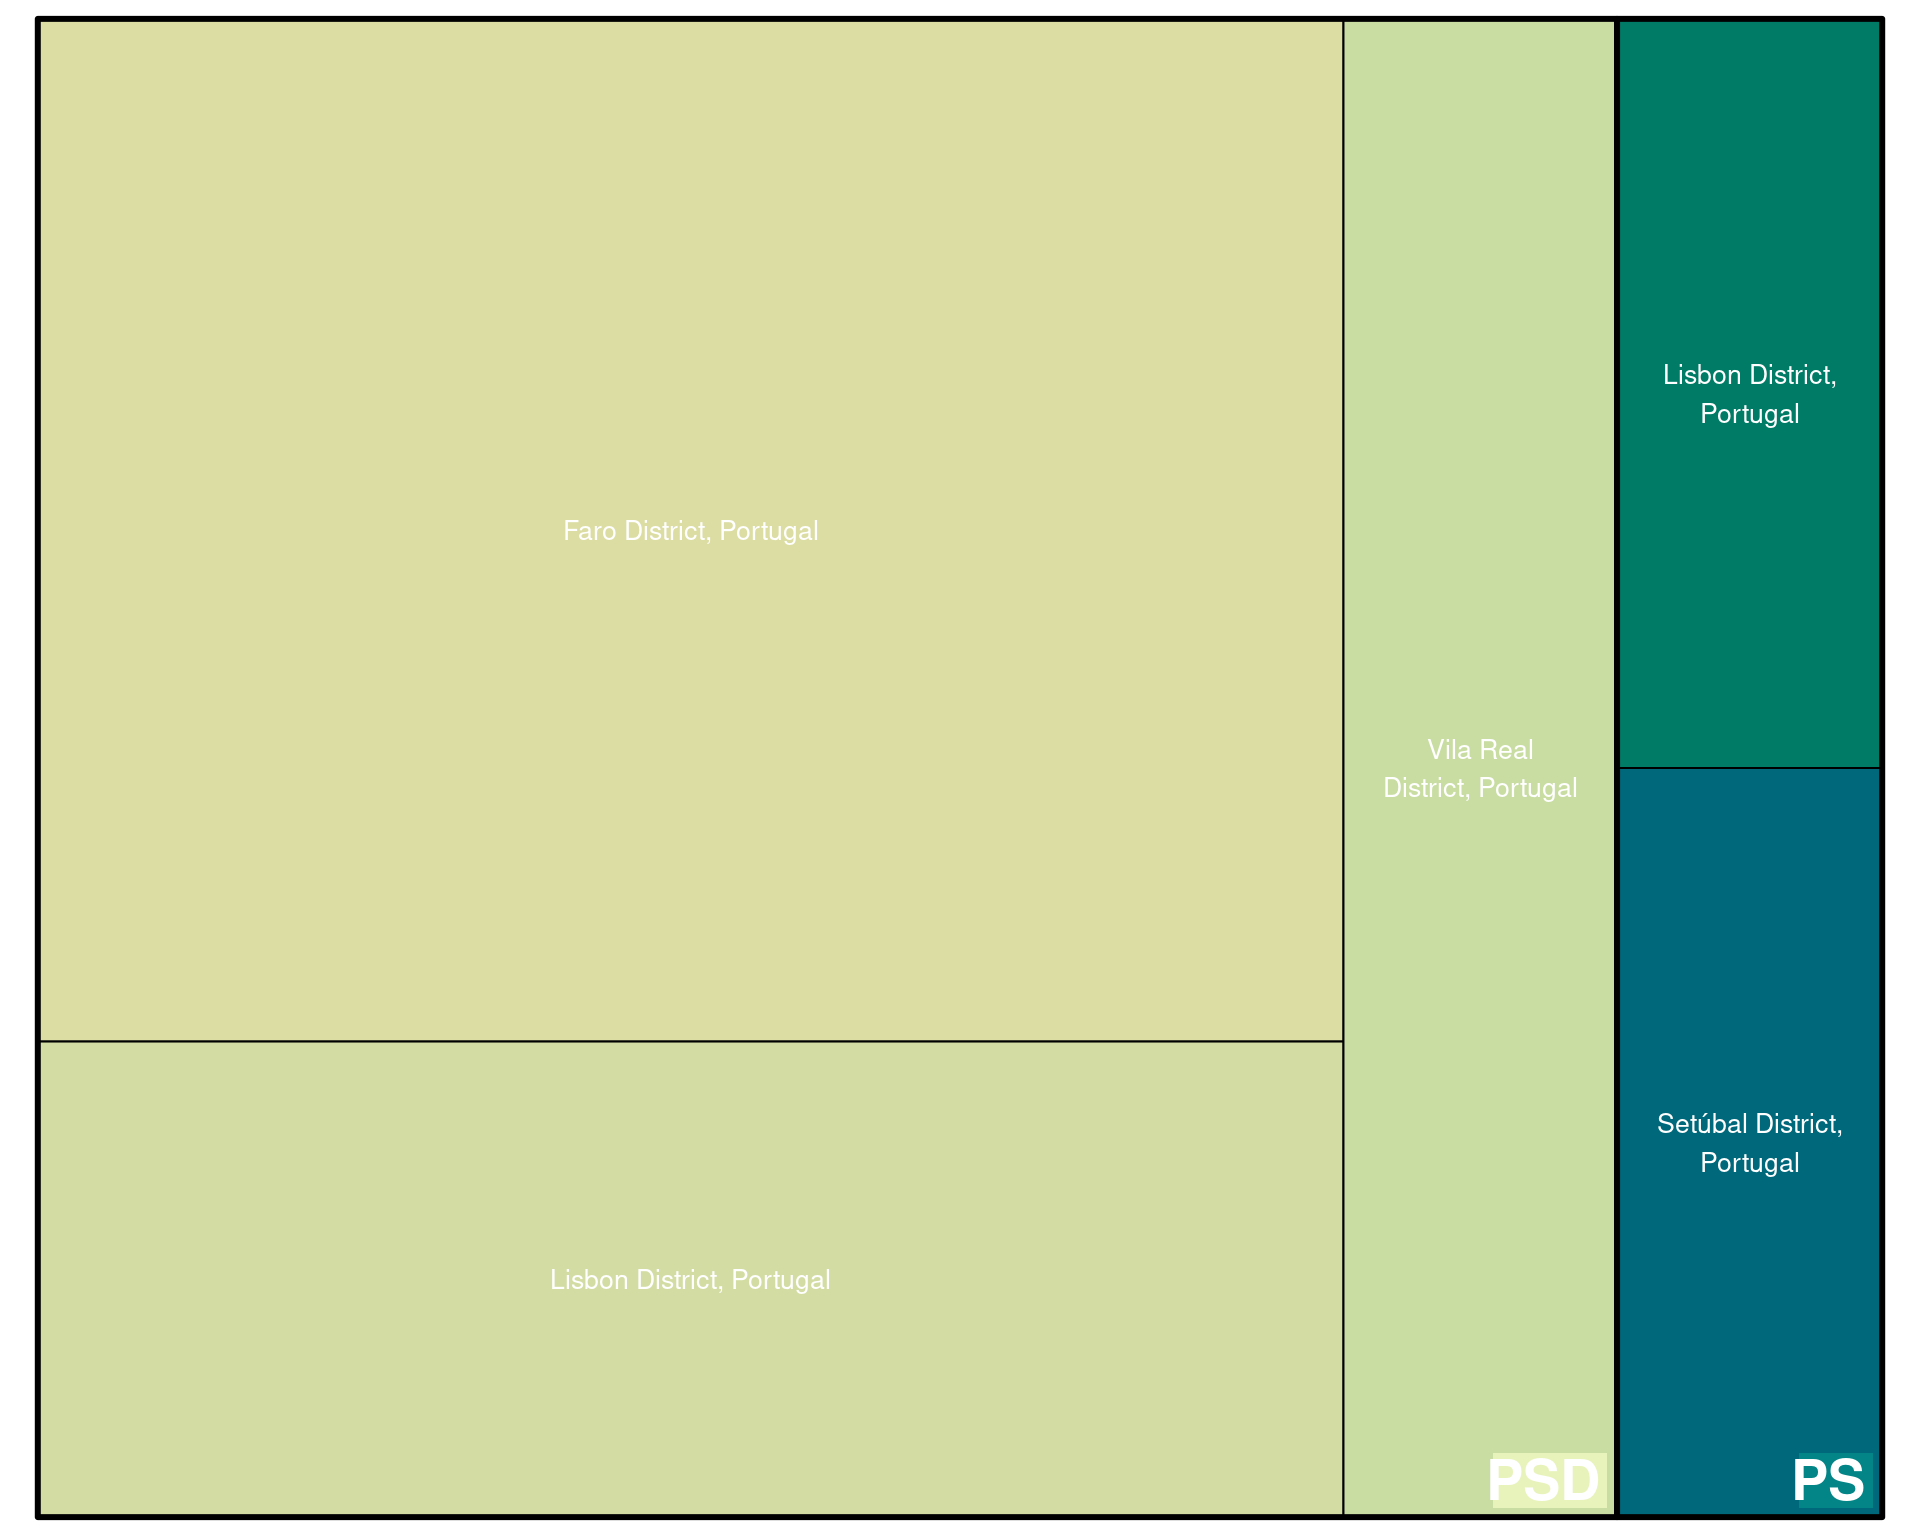 Faro District, Portugal
Lisbon District, Portugal
Vila Real
District, Portugal
PSD
Lisbon District,
Portugal
Setúbal District,
Portugal
PS